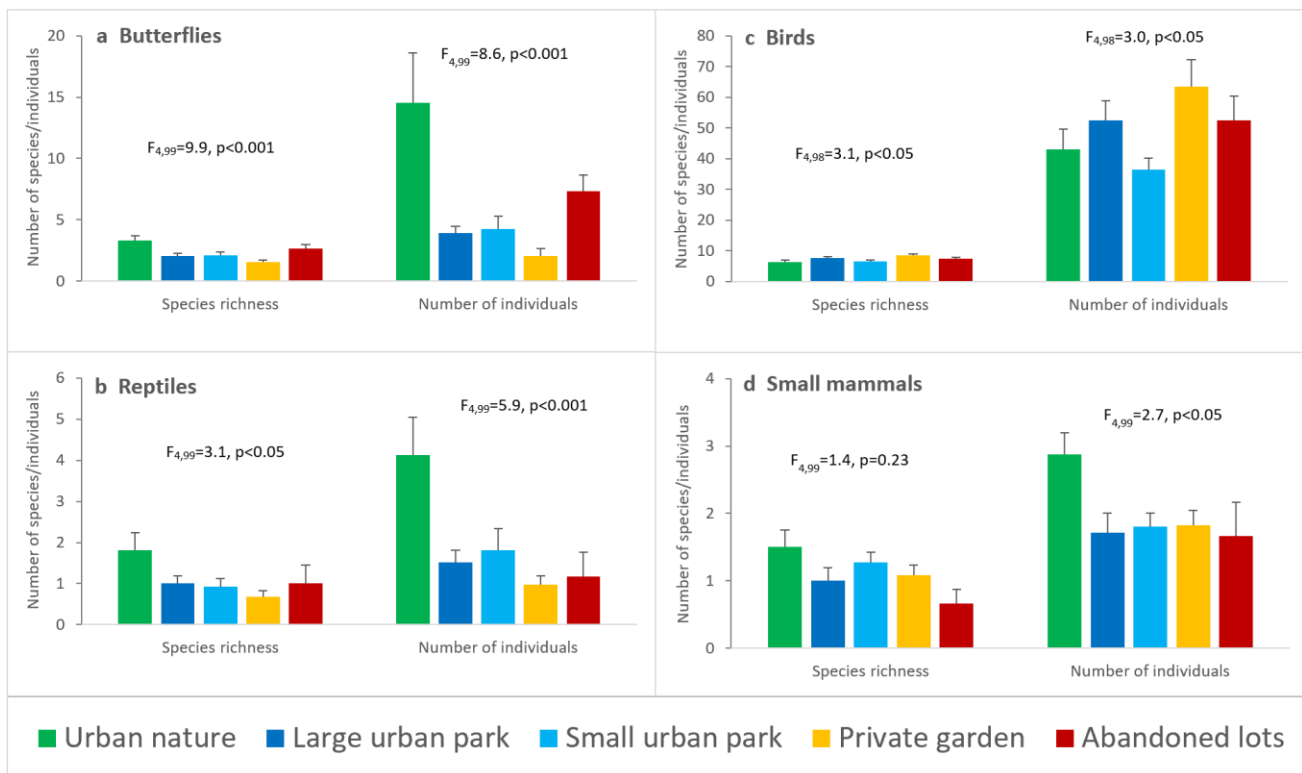 a Butterflies
Number of species/individuals
20
15
10
5
0
F4,99=9.9, p<0.001
F4,99=8.6, p<0.001
Species richness
Number of individuals
c Birds
Number of species/individuals
80
70
60
50
40
30
20
10
0
F4,98=3.1, p<0.05
F4,98=3.0, p<0.05
Species richness
Number of individuals
b Reptiles
Number of species/individuals
6
5
4
3
2
1
0
F4,99=3.1, p<0.05
F4,99=5.9, p<0.001
Species richness
Number of individuals
d Small mammals
Number of species/individuals
4
3
2
1
0
F4,99=1.4, p=0.23
F4,99=2.7, p<0.05
Species richness
Number of individuals
Urban nature
Large urban park
Small urban park
Private garden
Abandoned lots